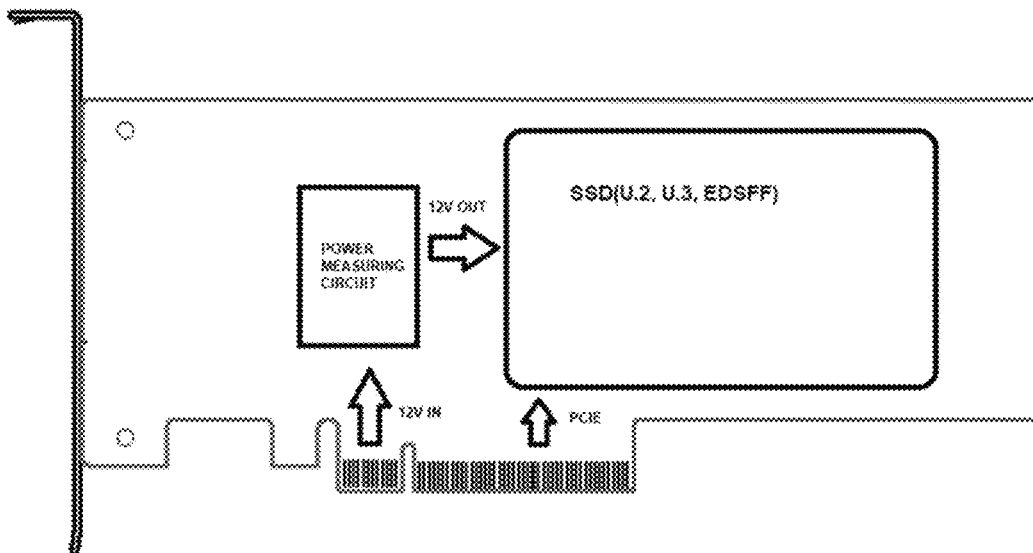 SSD(U.2, U.3, EDSFF)
12V OUT
POWER
MEASURING
CIRCUIT
12V IN
PCIE